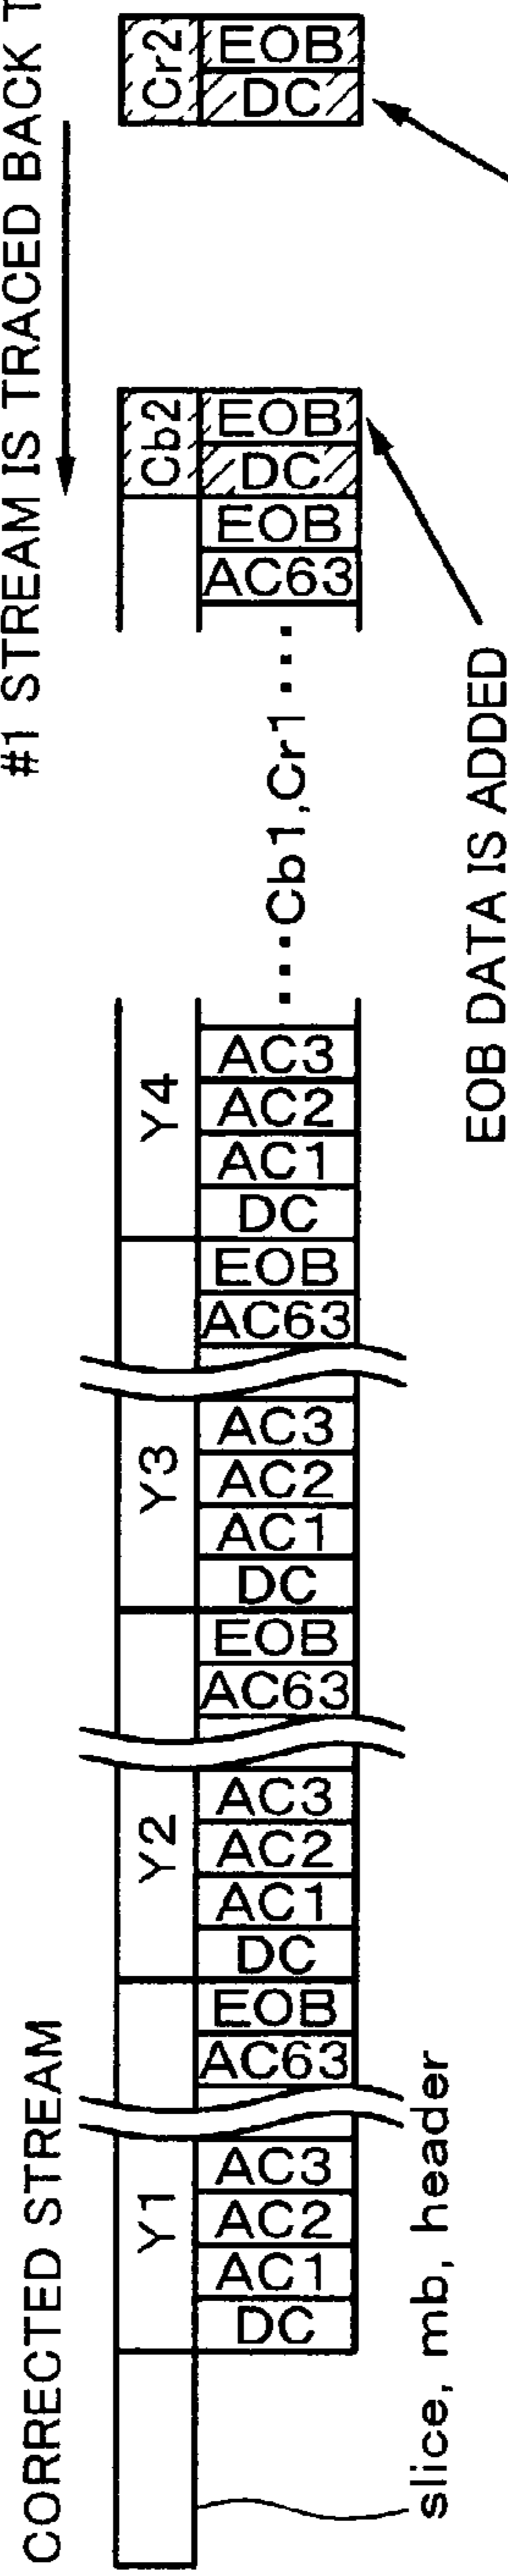 #1 STREAM IS TRACED BACK T
CORRECTED STREAM
Y1 Y2 Y3 Y4 Cb2 Cr2
DC AC1 AC2 AC3 AC63 EOB DC AC1 AC2 AC3 AC63 EOB DC AC1 AC2 AC3 AC63 EOB DC AC1 AC2 AC3 ...Cb1,Cr1... AC63 EOB DC EOB DC EOB
slice, mb, header
EOB DATA IS ADDED